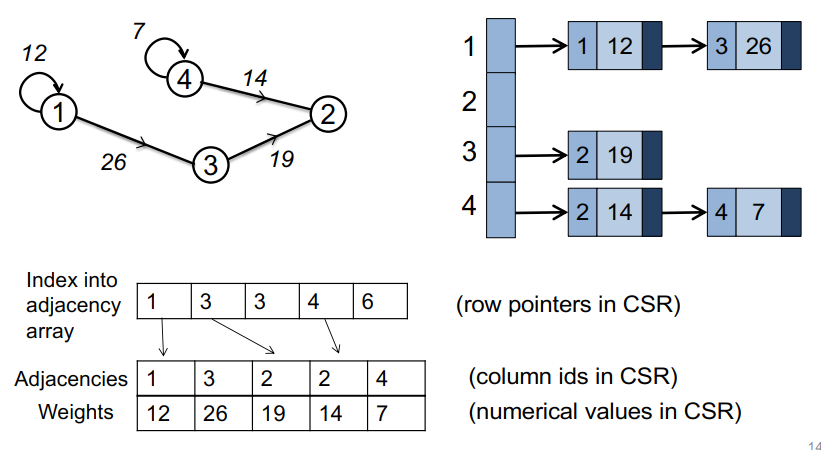 12
7
4
14
1
2
26
3
19
1
1 12
3 26
2
3
2 19
4
2 14
4 7
Index into
adjacency
array
1 3 3 4 6
(row pointers in CSR)
Adjacencies
1 3 2 2 4
(column ids in CSR)
Weights
12 26 19 14 7
(numerical values in CSR)
14